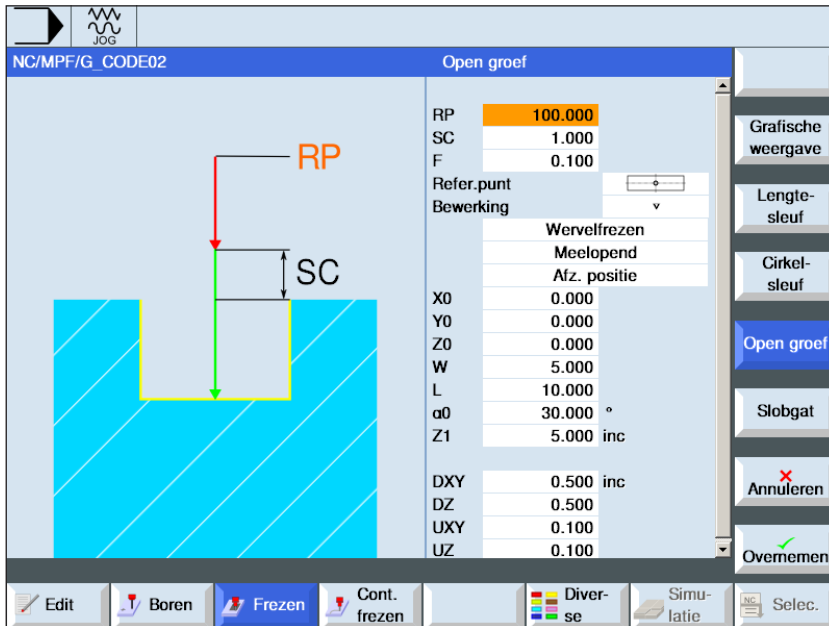 JOG
NC/MPF/G_CODE02
Open groef
RP
SC
RP 100.000
SC 1.000
F 0.100
Refer.punt
Bewerking ▿
Wervelfrezen
Meelopend
Afz. positie
X0 0.000
Y0 0.000
Z0 0.000
W 5.000
L 10.000
α0 30.000 °
Z1 5.000 inc
DXY 0.500 inc
DZ 0.500
UXY 0.100
UZ 0.100
Grafische
weergave
Lengte-
sleuf
Cirkel-
sleuf
Open groef
Slobgat
Annuleren
Overnemen
Edit
Boren
Frezen
Cont.
frezen
Diver-
se
Simu-
latie
NC
Selec.